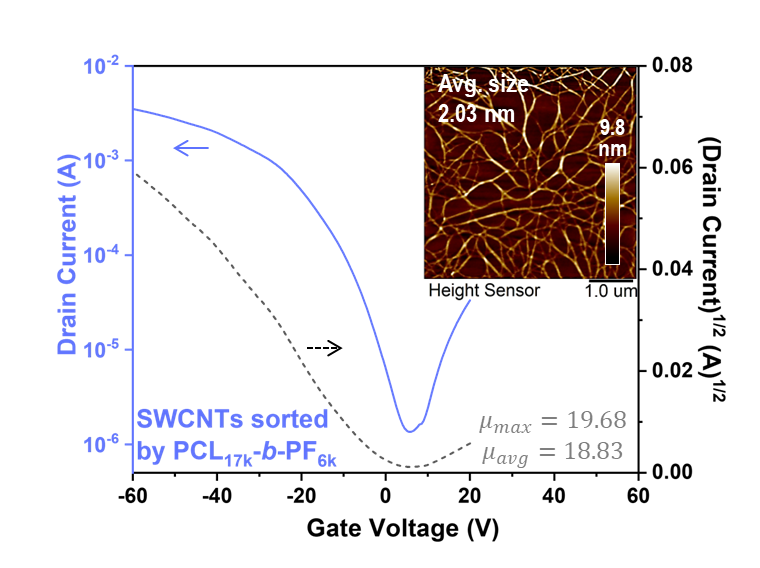 10⁻²
10⁻³
10⁻⁴
10⁻⁵
10⁻⁶
Drain Current (A)
0.08
0.06
0.04
0.02
0.00
(Drain Current)¹/² (A)¹/²
Avg. size
2.03 nm
9.8
nm
Height Sensor
1.0 um
SWCNTs sorted
by PCL₁₇ₖ-b-PF₆ₖ
μₘₐₓ = 19.68
μₐᵥg = 18.83
-60 -40 -20 0 20 40 60
Gate Voltage (V)